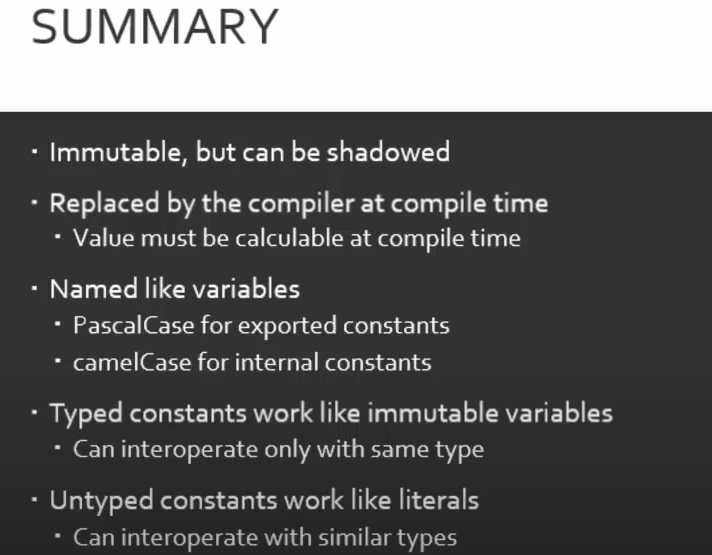 SUMMARY
· Immutable, but can be shadowed
· Replaced by the compiler at compile time
· Value must be calculable at compile time
· Named like variables
· PascalCase for exported constants
· camelCase for internal constants
· Typed constants work like immutable variables
· Can interoperate only with same type
· Untyped constants work like literals
· Can interoperate with similar types